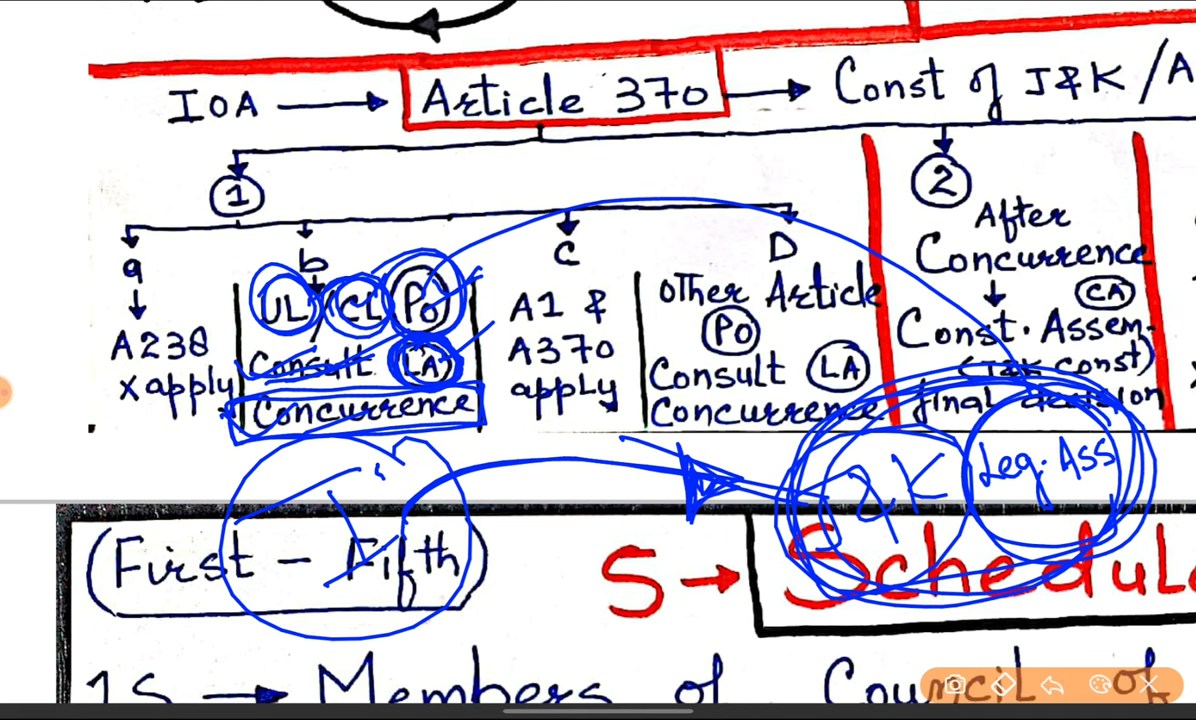 IOA → Article 370 → Const of J&K /A
1 2
a b C D After
UL / CL PO Other Article Concurrence
A238 Consult LA A1 & PO CA
x apply Concurrence A370 Consult LA Const. Assem-
apply Concurrence (J&K Const)
final decision
J&K Leg. Ass
(First - Fifth) S → Schedul
1S → Members of Council of